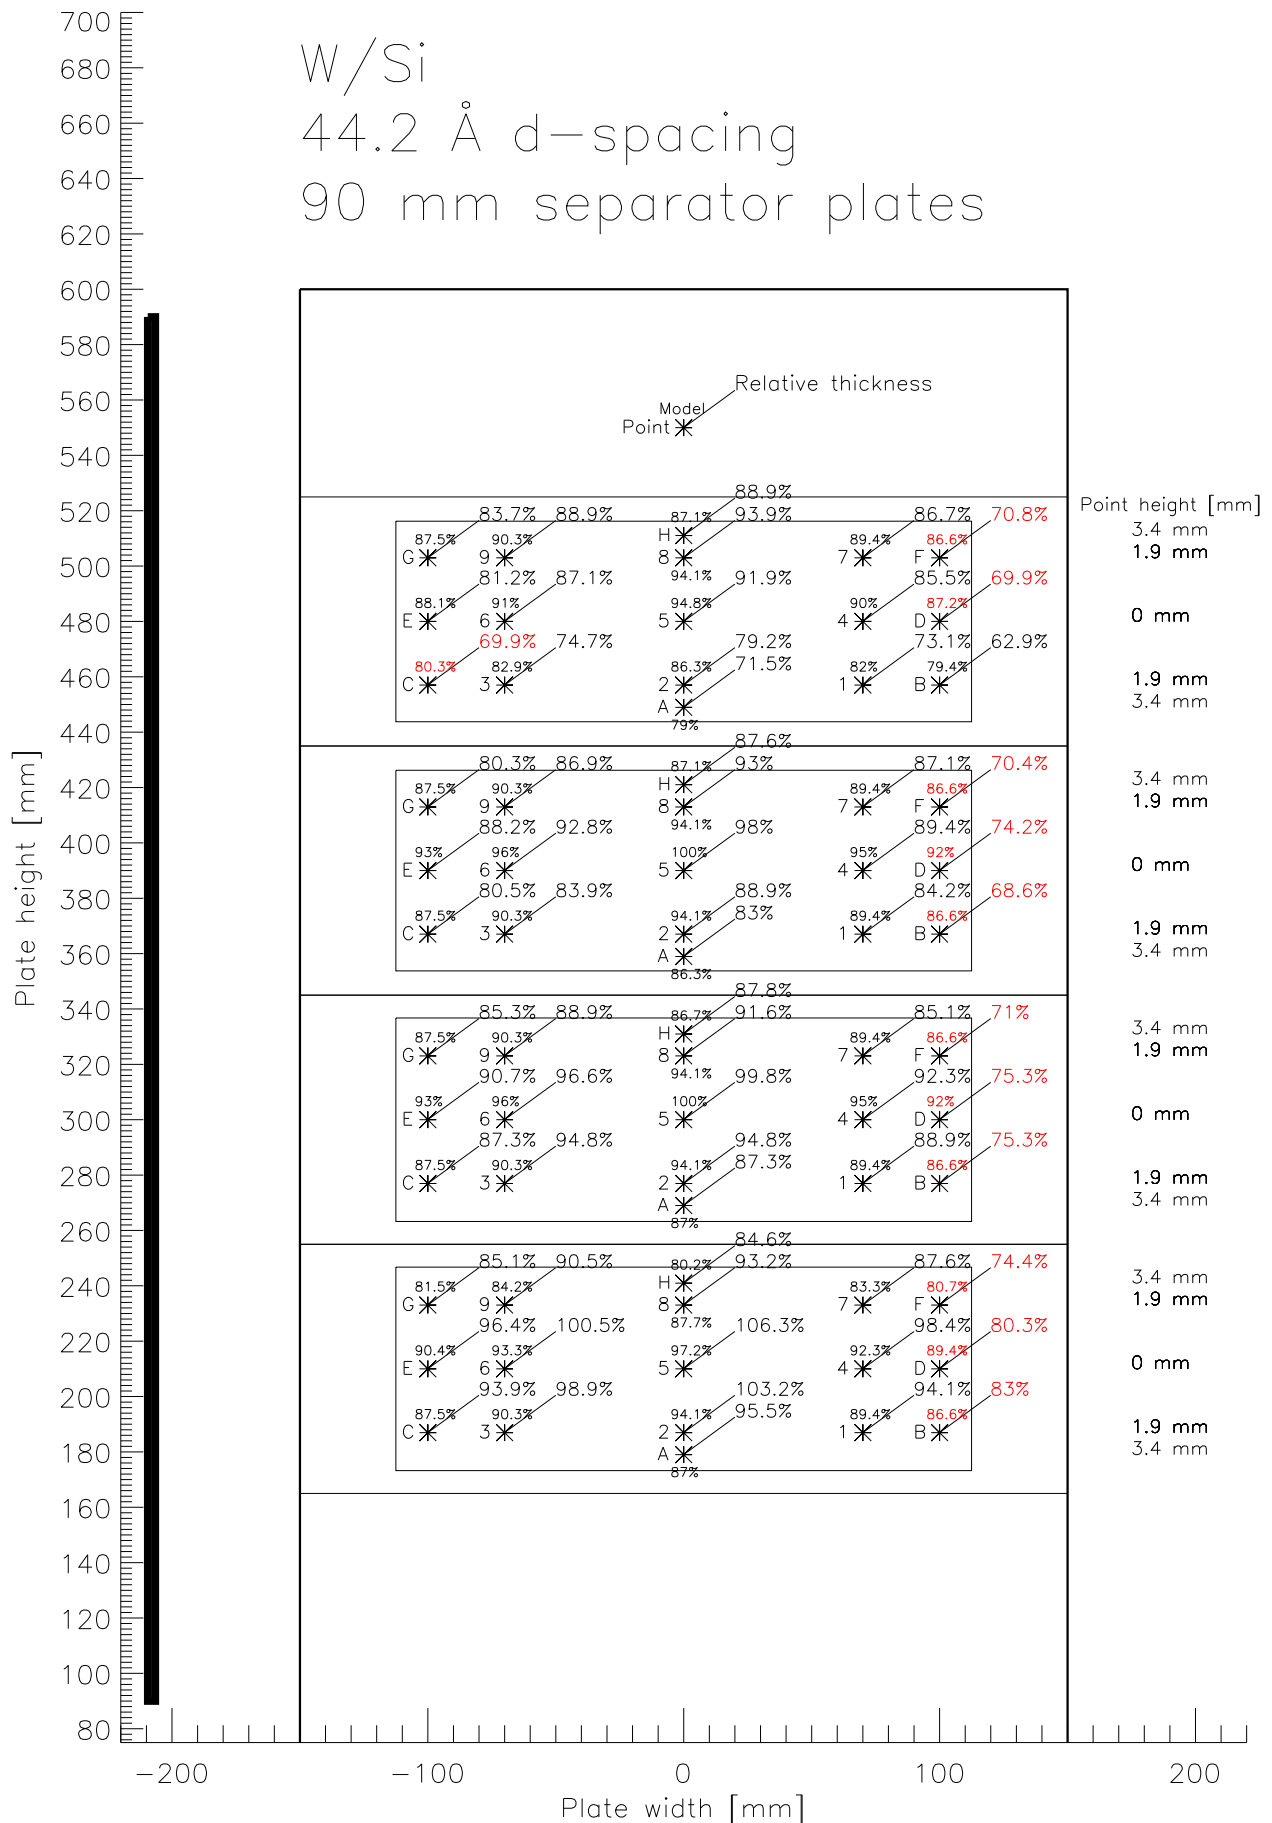 W/Si
44.2 Å d-spacing
90 mm separator plates
700
680
660
640
620
600
580
560
540
520
500
480
460
440
420
400
380
360
340
320
300
280
260
240
220
200
180
160
140
120
100
80
Plate height [mm]
Relative thickness
Model
Point
Point height [mm]
88.9%
83.7% 88.9% 87.1% 93.9% 86.7% 70.8%
H 3.4 mm
87.5% 90.3% 89.4% 86.6%
G 9 8 7 F 1.9 mm
81.2% 87.1% 94.1% 91.9% 85.5% 69.9%
88.1% 91% 94.8% 90% 87.2%
E 6 5 4 D 0 mm
69.9% 74.7% 79.2% 73.1% 62.9%
80.3% 82.9% 86.3% 71.5% 82% 79.4%
C 3 2 1 B 1.9 mm
A 3.4 mm
79%
87.6%
80.3% 86.9% 87.1% 93% 87.1% 70.4%
H 3.4 mm
87.5% 90.3% 89.4% 86.6%
G 9 8 7 F 1.9 mm
88.2% 92.8% 94.1% 98% 89.4% 74.2%
93% 96% 100% 95% 92%
E 6 5 4 D 0 mm
80.5% 83.9% 88.9% 84.2% 68.6%
87.5% 90.3% 94.1% 83% 89.4% 86.6%
C 3 2 1 B 1.9 mm
A 3.4 mm
86.3%
87.8%
85.3% 88.9% 86.7% 91.6% 85.1% 71%
H 3.4 mm
87.5% 90.3% 89.4% 86.6%
G 9 8 7 F 1.9 mm
90.7% 96.6% 94.1% 99.8% 92.3% 75.3%
93% 96% 100% 95% 92%
E 6 5 4 D 0 mm
87.3% 94.8% 94.8% 88.9% 75.3%
87.5% 90.3% 94.1% 87.3% 89.4% 86.6%
C 3 2 1 B 1.9 mm
A 3.4 mm
87%
84.6%
85.1% 90.5% 80.2% 93.2% 87.6% 74.4%
H 3.4 mm
81.5% 84.2% 83.3% 80.7%
G 9 8 7 F 1.9 mm
96.4% 100.5% 87.7% 106.3% 98.4% 80.3%
90.4% 93.3% 97.2% 92.3% 89.4%
E 6 5 4 D 0 mm
93.9% 98.9% 103.2% 94.1% 83%
87.5% 90.3% 94.1% 95.5% 89.4% 86.6%
C 3 2 1 B 1.9 mm
A 3.4 mm
87%
-200 -100 0 100 200
Plate width [mm]